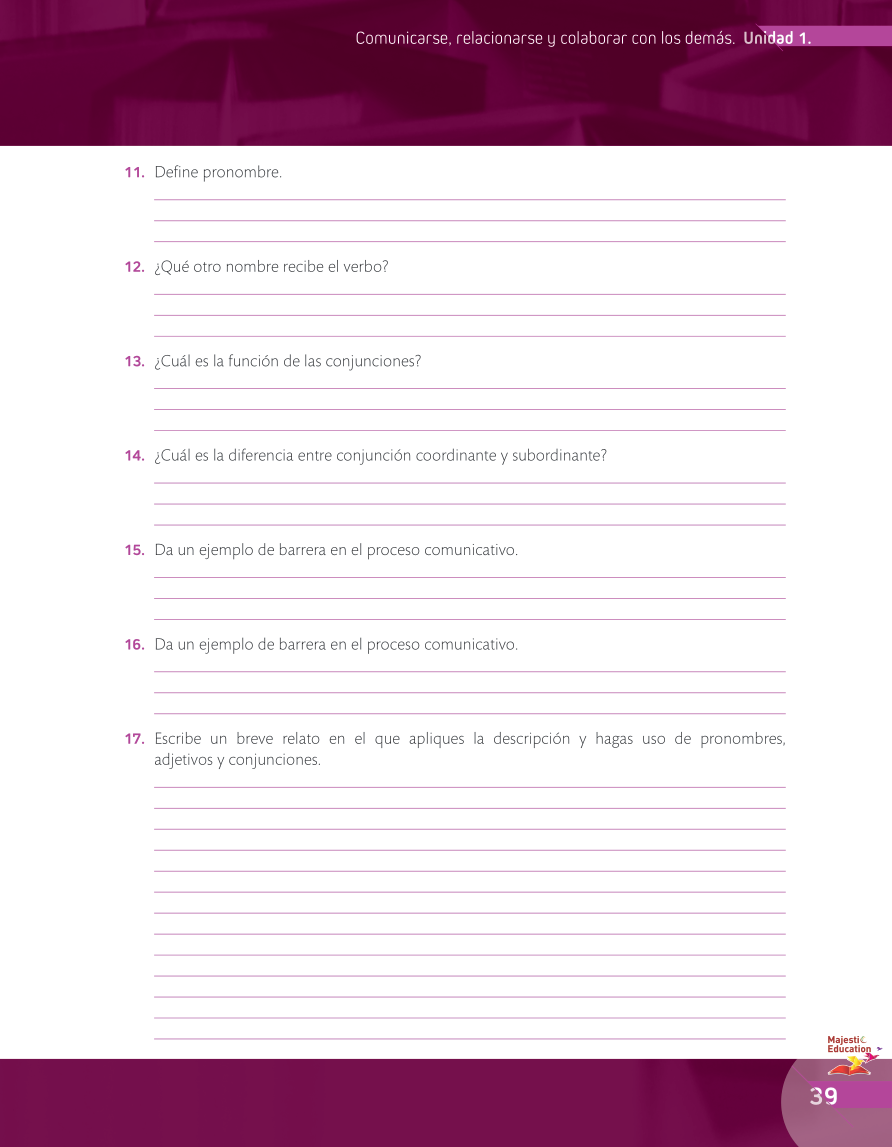 Comunicarse, relacionarse y colaborar con los demás. Unidad 1.
11. Define pronombre.
12. ¿Qué otro nombre recibe el verbo?
13. ¿Cuál es la función de las conjunciones?
14. ¿Cuál es la diferencia entre conjunción coordinante y subordinante?
15. Da un ejemplo de barrera en el proceso comunicativo.
16. Da un ejemplo de barrera en el proceso comunicativo.
17. Escribe un breve relato en el que apliques la descripción y hagas uso de pronombres,
adjetivos y conjunciones.
Majestic
Education
39